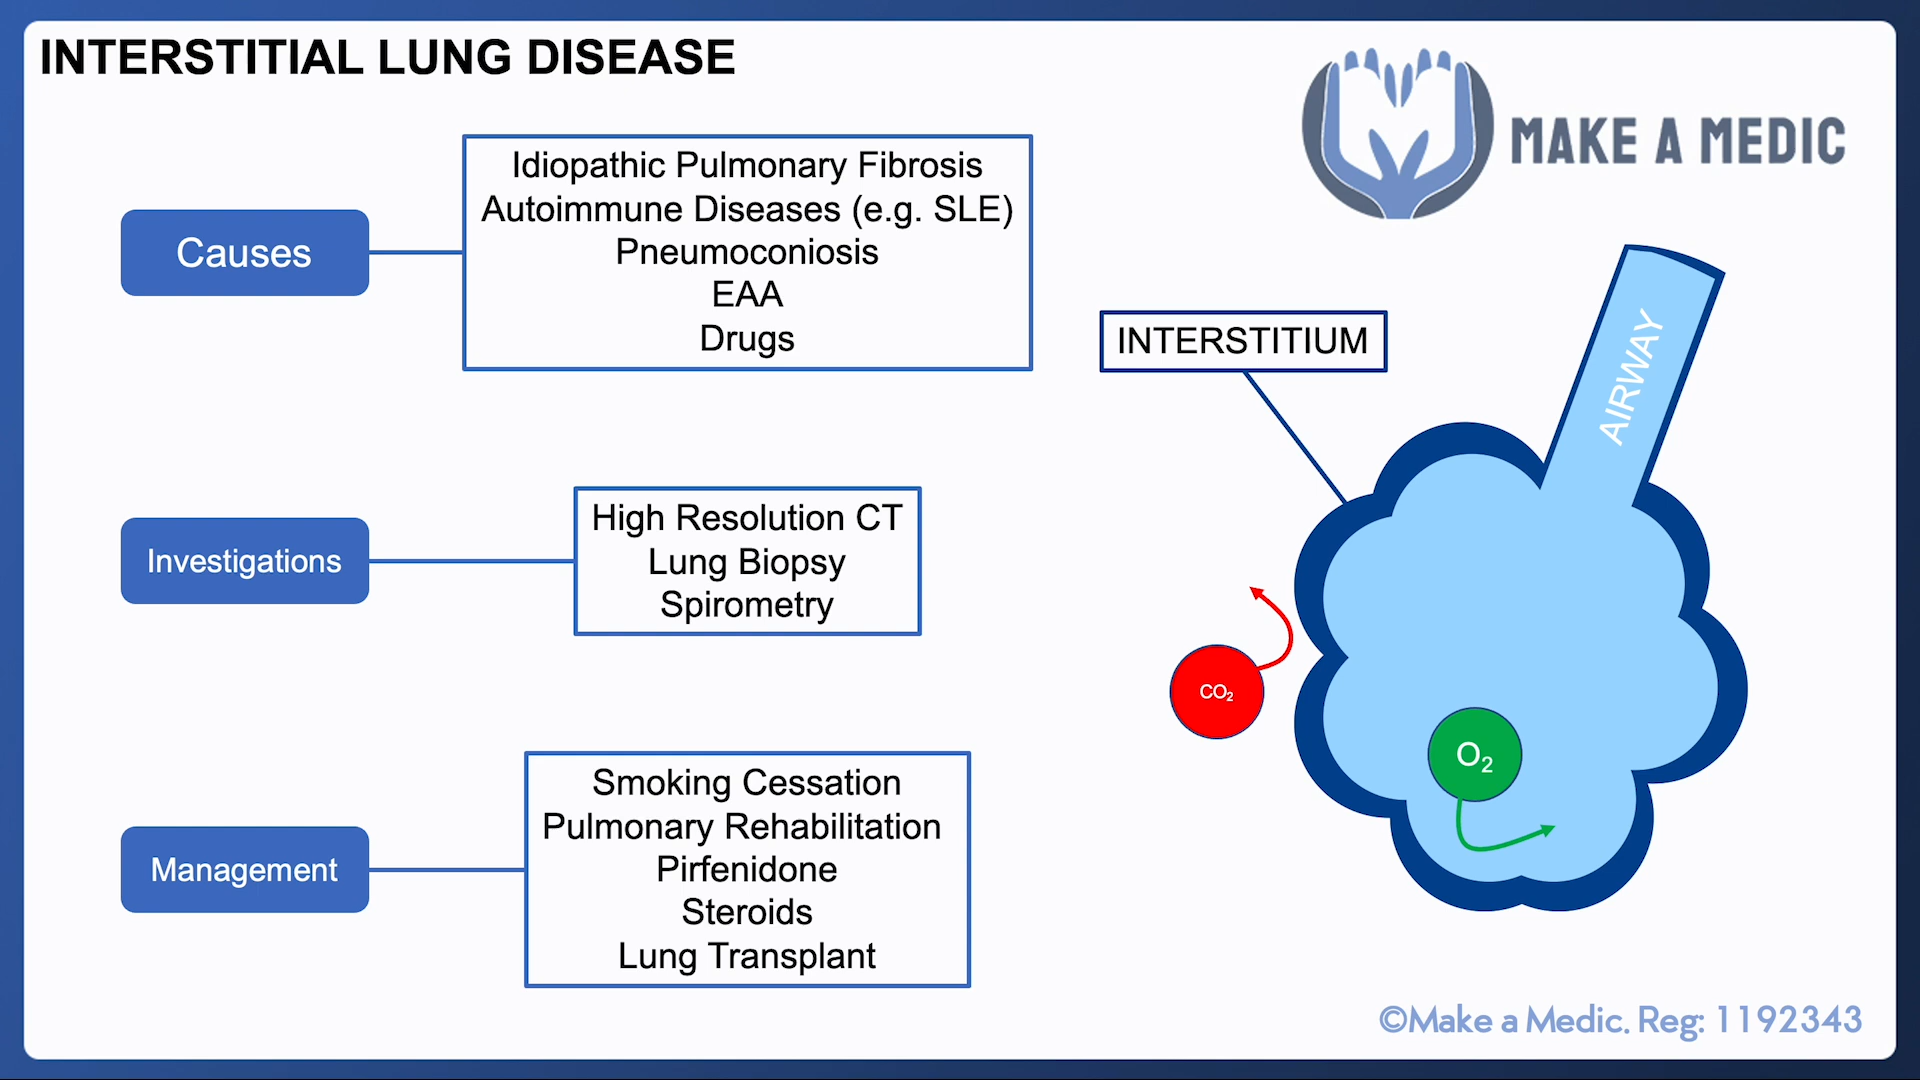 INTERSTITIAL LUNG DISEASE
MAKE A MEDIC
Causes
Idiopathic Pulmonary Fibrosis
Autoimmune Diseases (e.g. SLE)
Pneumoconiosis
EAA
Drugs
INTERSTITIUM
AIRWAY
Investigations
High Resolution CT
Lung Biopsy
Spirometry
CO₂
O₂
Management
Smoking Cessation
Pulmonary Rehabilitation
Pirfenidone
Steroids
Lung Transplant
©Make a Medic. Reg: 1192343